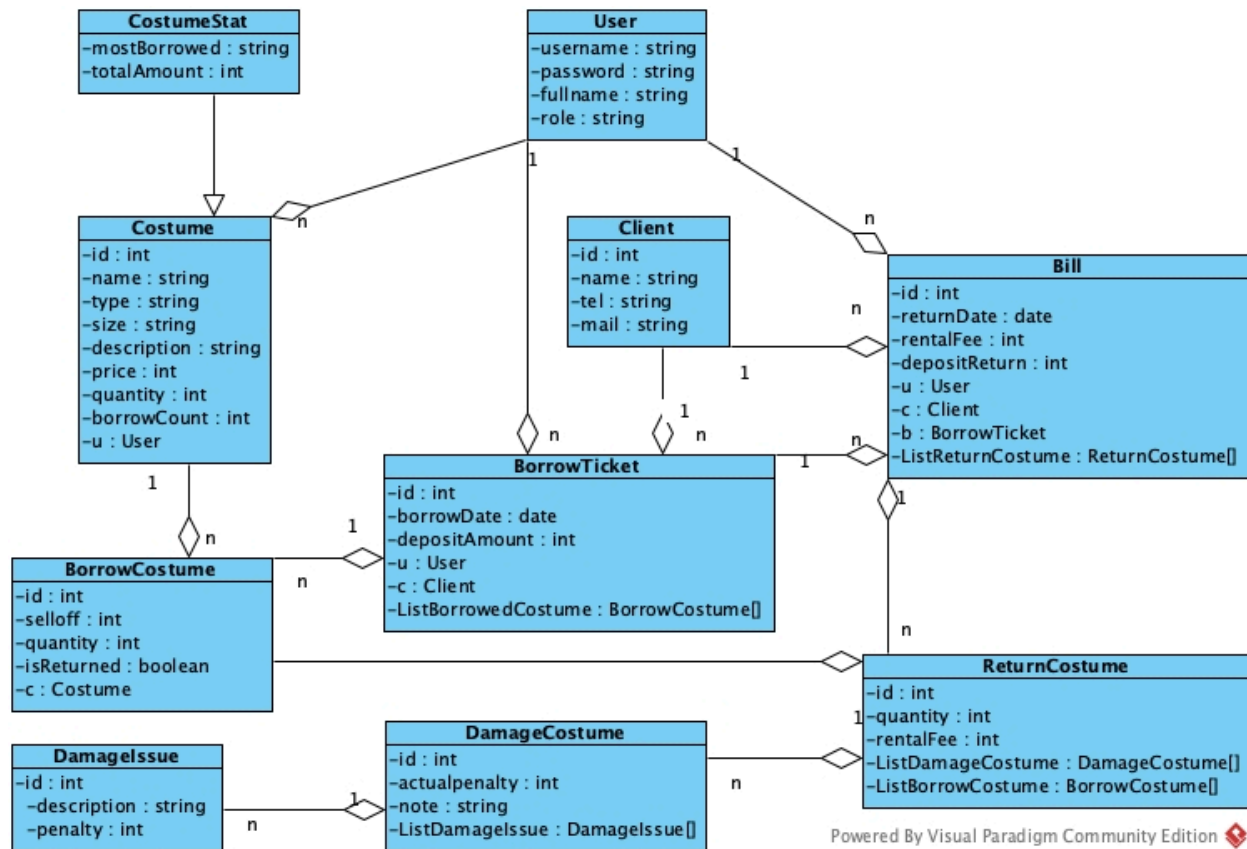 CostumeStat
-mostBorrowed : string
-totalAmount : int
User
-username : string
-password : string
-fullname : string
-role : string
1
1
n
n
Costume
-id : int
-name : string
-type : string
-size : string
-description : string
-price : int
-quantity : int
-borrowCount : int
-u : User
Client
-id : int
-name : string
-tel : string
-mail : string
Bill
-id : int
-returnDate : date
-rentalFee : int
-depositReturn : int
-u : User
-c : Client
-b : BorrowTicket
-ListReturnCostume : ReturnCostume[]
n
1
1
n
n
1
n
1
1
n
1
n
BorrowTicket
-id : int
-borrowDate : date
-depositAmount : int
-u : User
-c : Client
-ListBorrowedCostume : BorrowCostume[]
BorrowCostume
-id : int
-selloff : int
-quantity : int
-isReturned : boolean
-c : Costume
n
ReturnCostume
-id : int
-quantity : int
-rentalFee : int
-ListDamageCostume : DamageCostume[]
-ListBorrowCostume : BorrowCostume[]
1
n
DamageCostume
-id : int
-actualpenalty : int
-note : string
-ListDamageIssue : DamageIssue[]
DamageIssue
-id : int
-description : string
-penalty : int
1
n
Powered By Visual Paradigm Community Edition